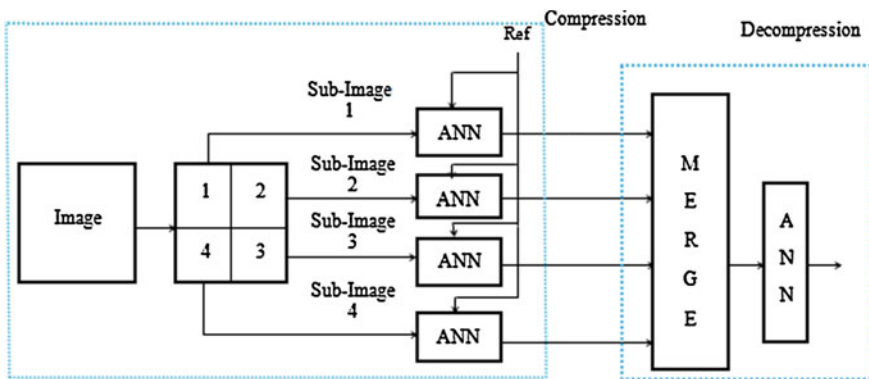 Compression
Ref
Decompression
Sub-Image
1
ANN
Sub-Image
2
ANN
Sub-Image
3
ANN
Sub-Image
4
ANN
Image
1 2
4 3
M
E
R
G
E
A
N
N